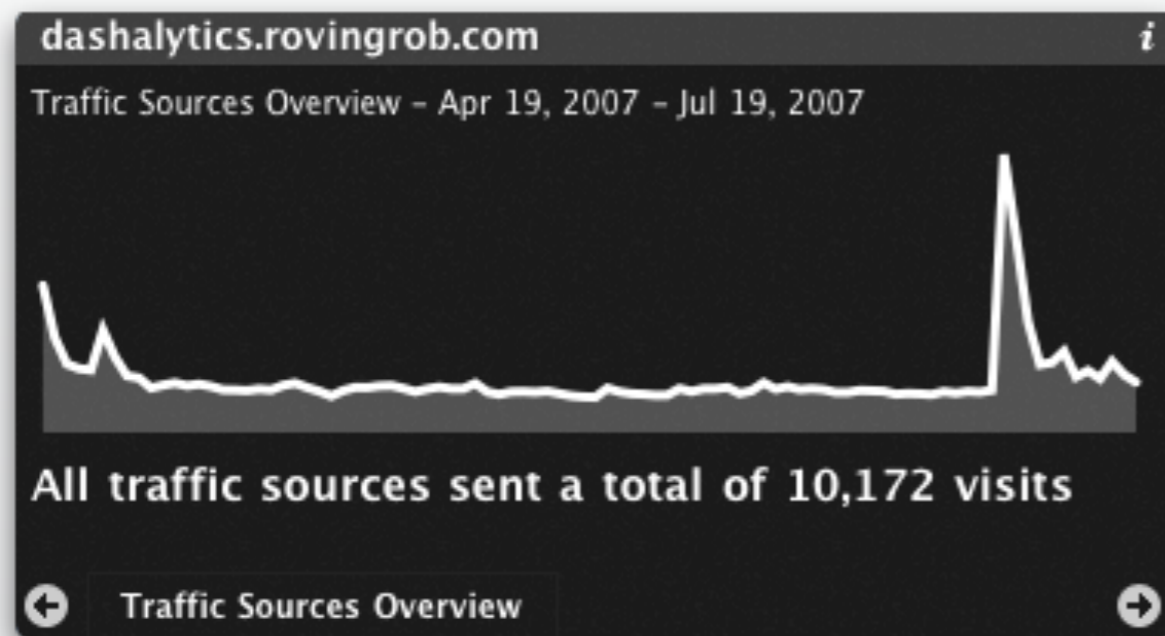 dashalytics.rovingrob.com i
Traffic Sources Overview – Apr 19, 2007 – Jul 19, 2007
All traffic sources sent a total of 10,172 visits
Traffic Sources Overview